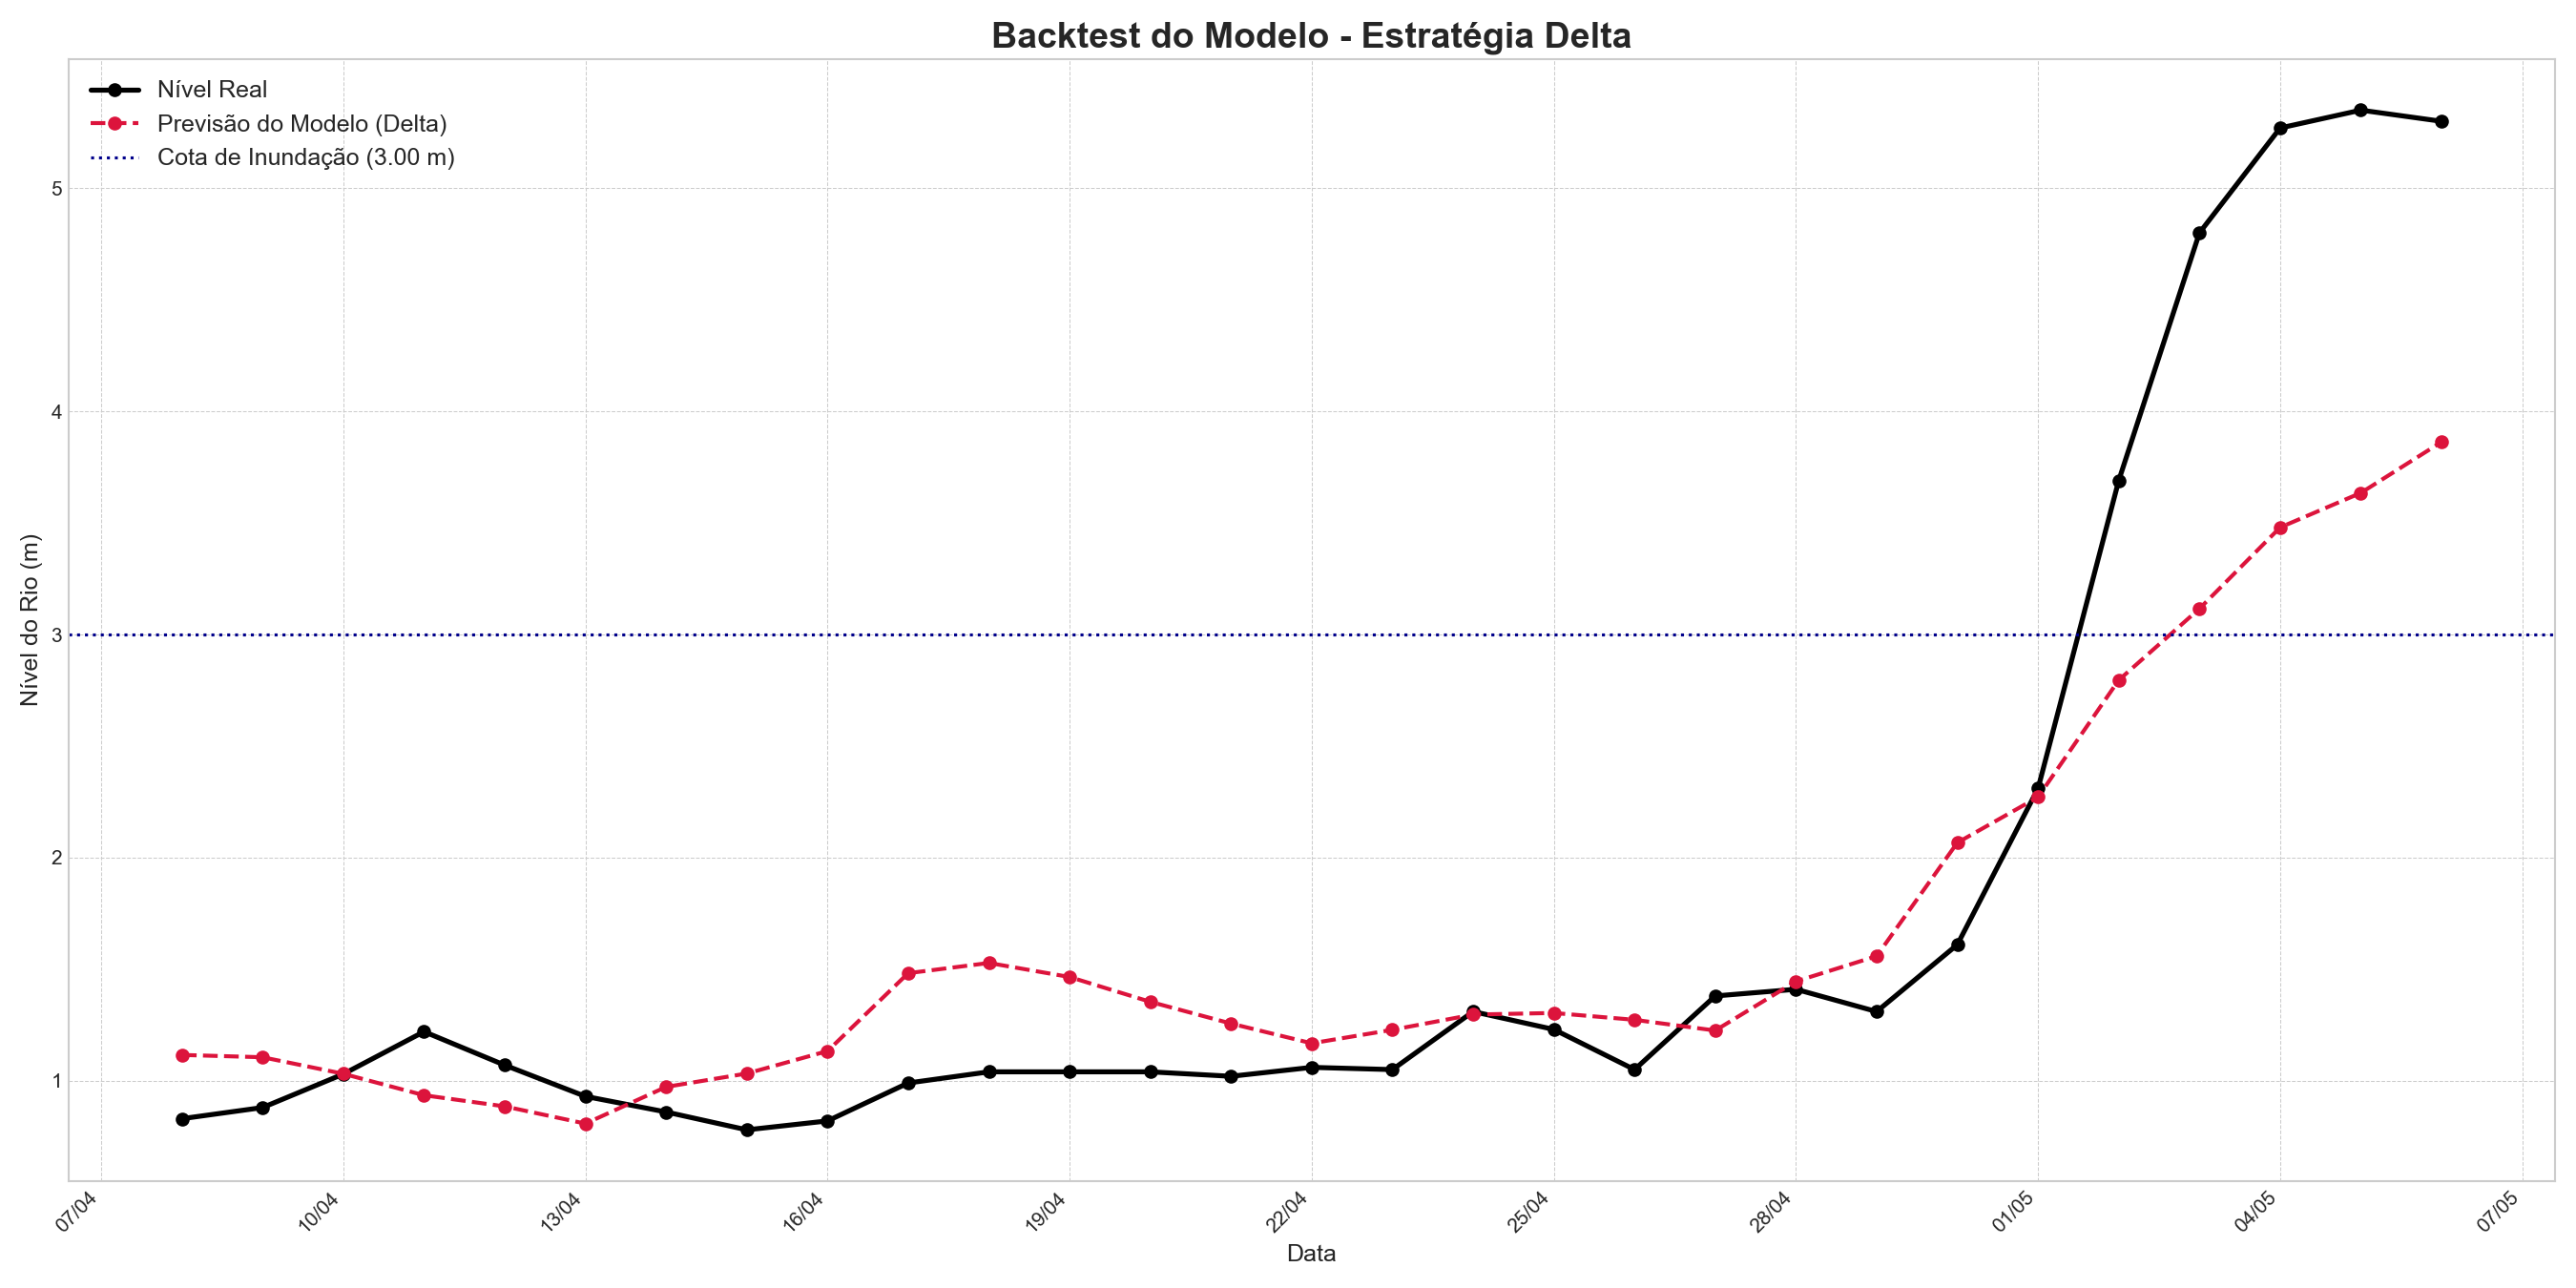 Backtest do Modelo - Estratégia Delta
Nível Real
Previsão do Modelo (Delta)
Cota de Inundação (3.00 m)
Nível do Rio (m)
5
4
3
2
1
07/04
10/04
13/04
16/04
19/04
22/04
25/04
28/04
01/05
04/05
07/05
Data